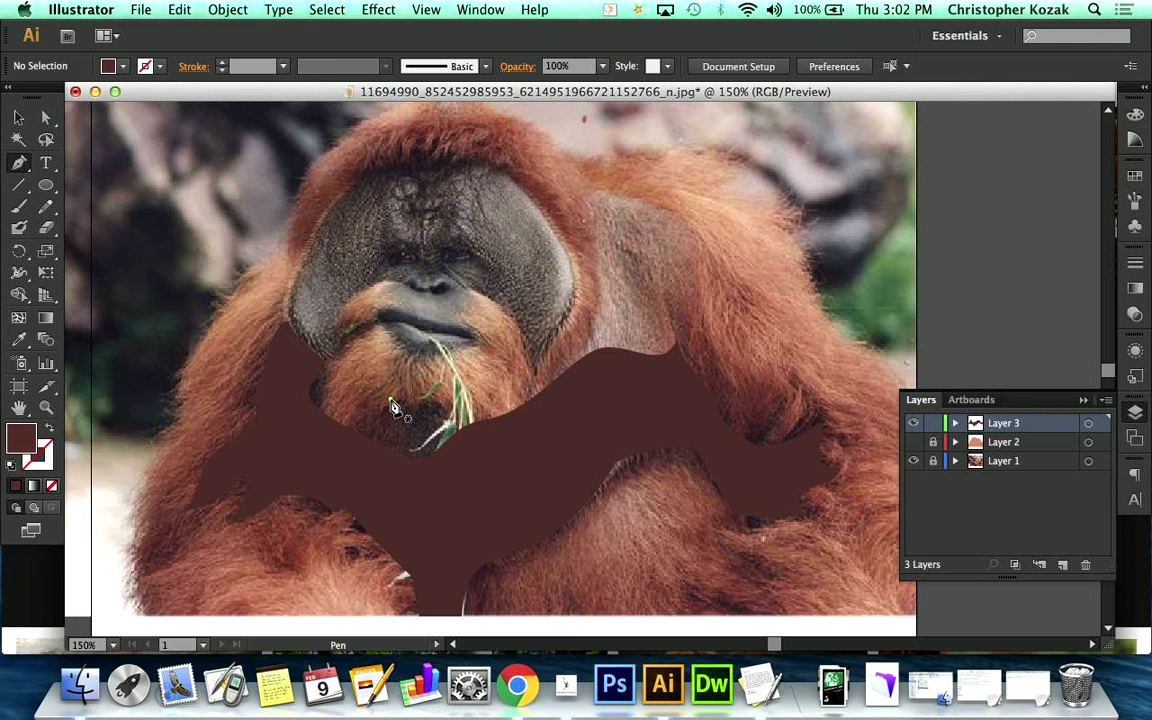 Illustrator File Edit Object Type Select Effect View Window Help 100% Thu 3:02 PM Christopher Kozak
Ai Br Essentials
No Selection Stroke: Basic Opacity: 100% Style: Document Setup Preferences
11694990_852452985953_6214951966721152766_n.jpg* @ 150% (RGB/Preview)
T
Layers Artboards
Layer 3
Layer 2
Layer 1
A
3 Layers
150% 1 Pen
FEB 9 Ps Ai Dw